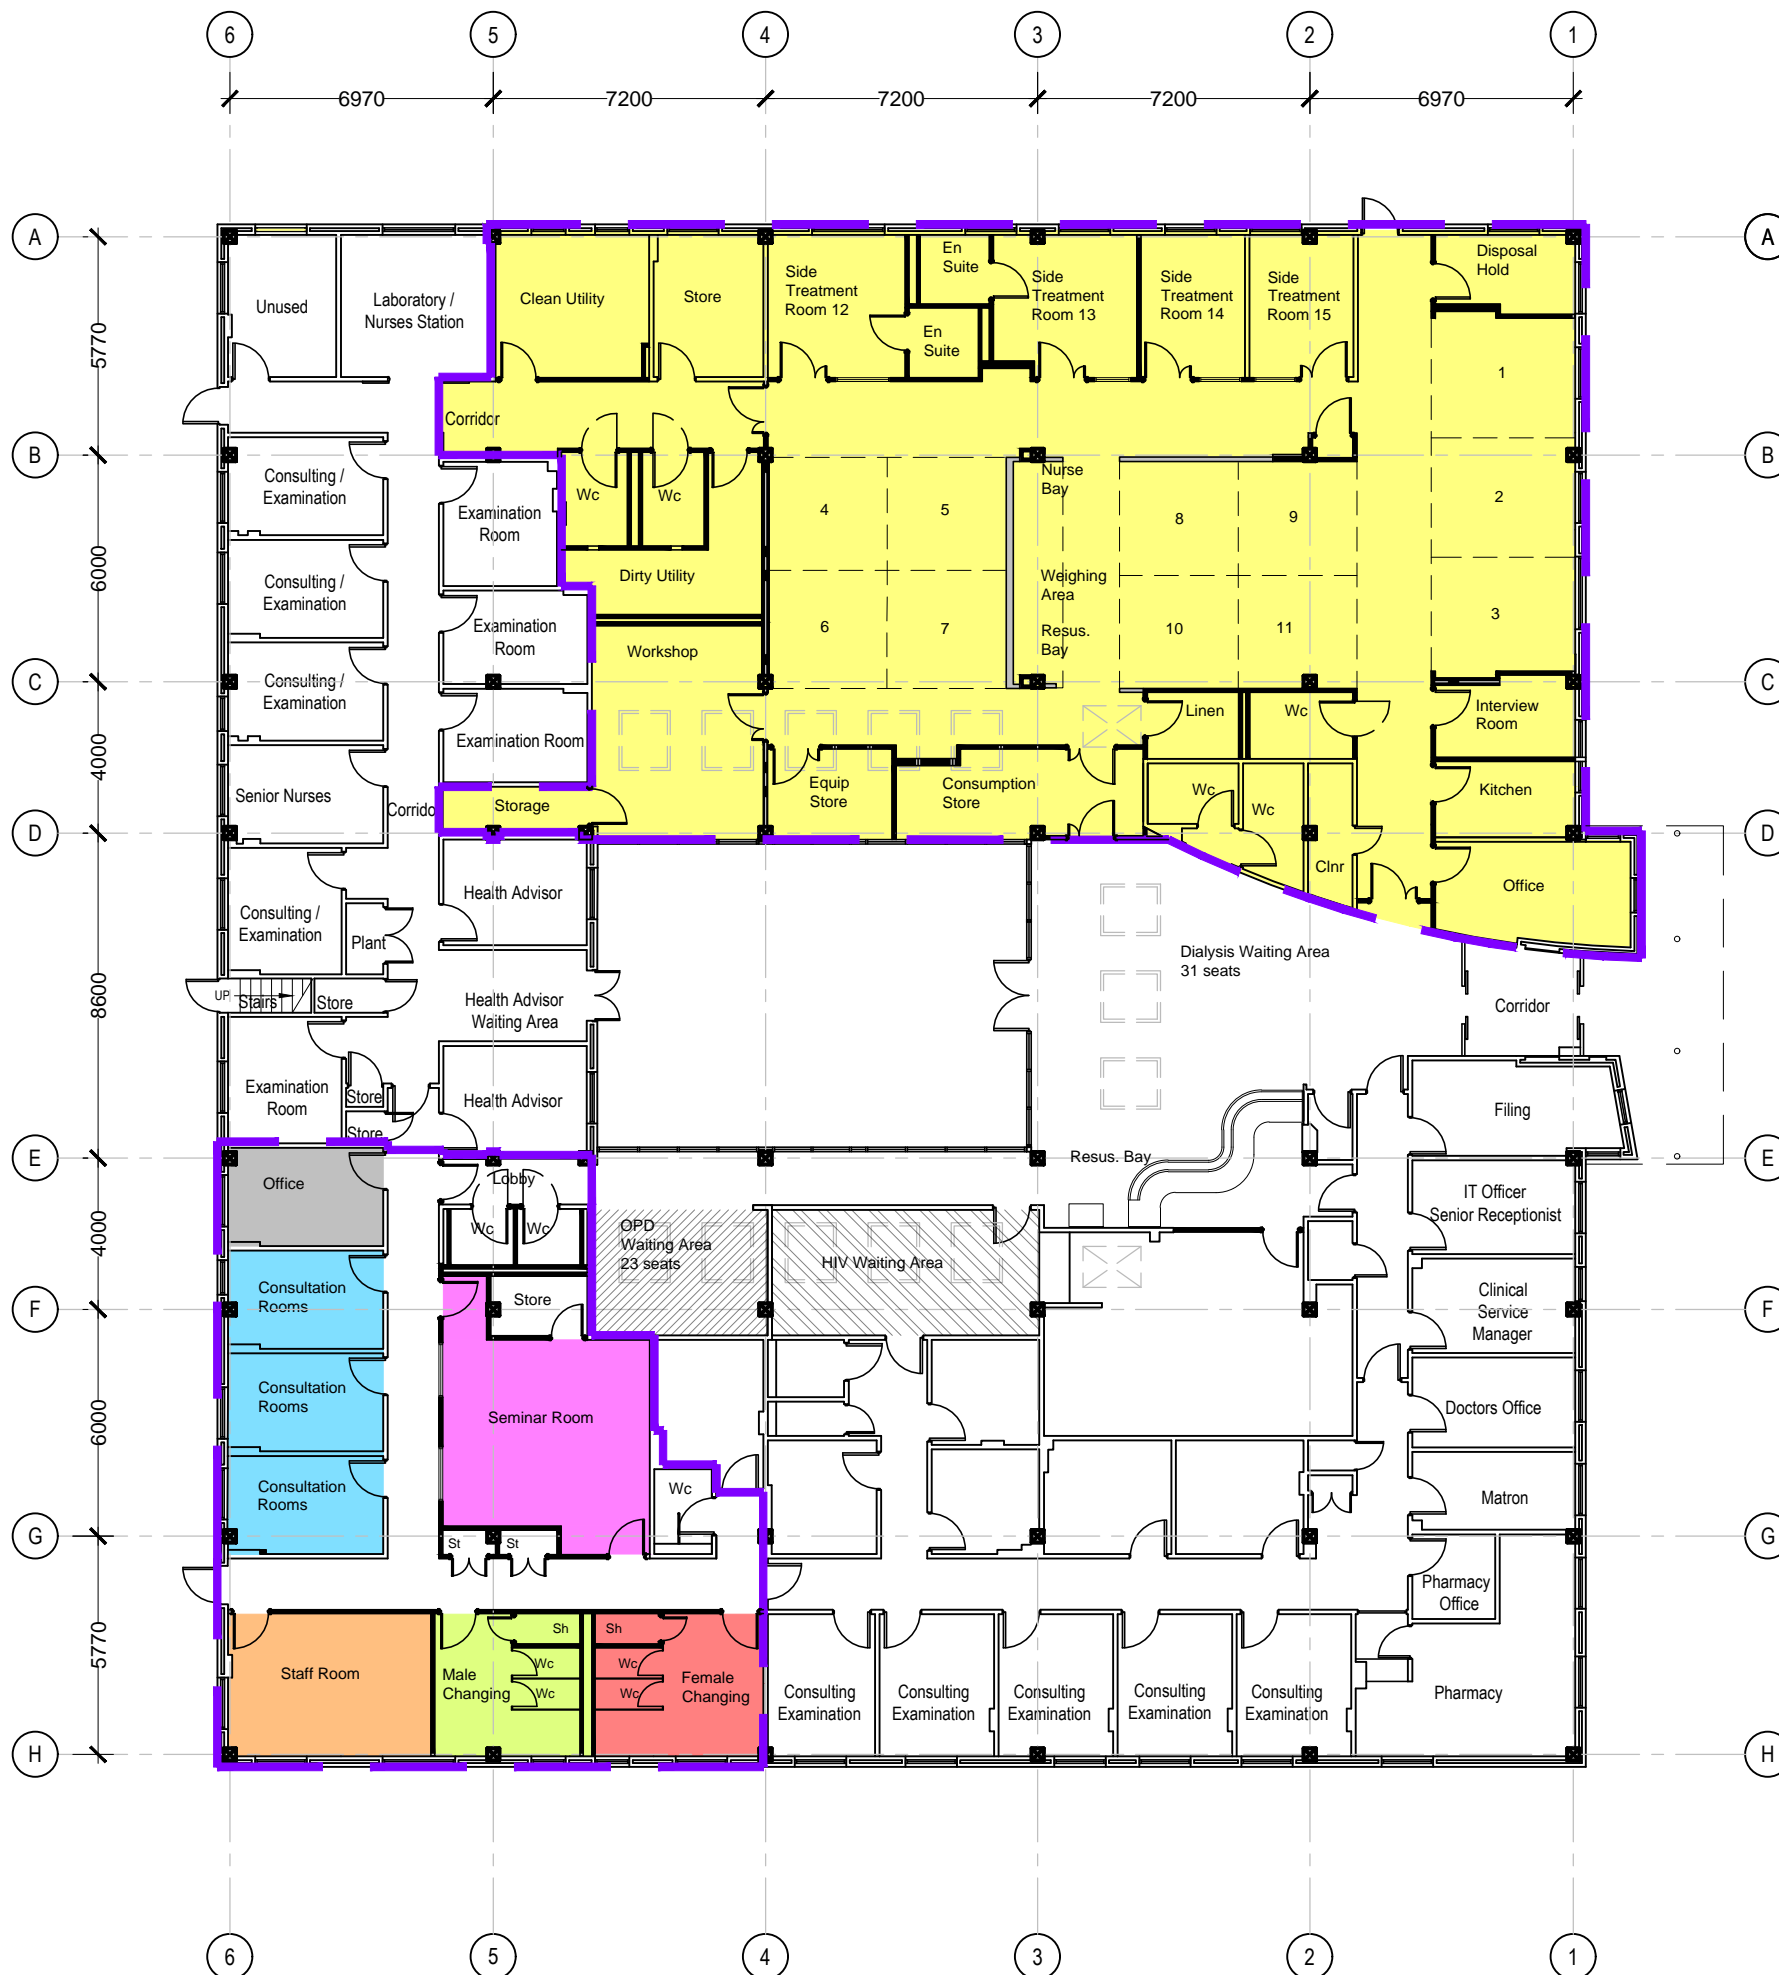 6
5
4
3
2
1
6970
7200
7200
7200
6970
A
A
5770
Unused
Laboratory /
Nurses Station
Clean Utility
Store
Side
Treatment
Room 12
En
Suite
En
Suite
Side
Treatment
Room 13
Side
Treatment
Room 14
Side
Treatment
Room 15
Disposal
Hold
1
Corridor
B
B
6000
Consulting /
Examination
Examination
Room
Wc
Wc
4
5
Nurse
Bay
8
9
2
Consulting /
Examination
Dirty Utility
Weighing
Area
Examination
Room
Workshop
6
7
Resus.
Bay
10
11
3
Consulting /
Examination
C
C
4000
Examination Room
Linen
Wc
Interview
Room
Senior Nurses
Corrido
Storage
Equip
Store
Consumption
Store
Wc
Wc
Kitchen
D
D
8600
Health Advisor
Clnr
Office
Consulting /
Examination
Plant
Dialysis Waiting Area
31 seats
UP
Stairs
Store
Health Advisor
Waiting Area
Corridor
Examination
Room
Store
Store
Health Advisor
Filing
E
E
4000
Office
Lobby
Wc
Wc
Resus. Bay
IT Officer
Senior Receptionist
OPD
Waiting Area
23 seats
HIV Waiting Area
Consultation
Rooms
Store
Clinical
Service
Manager
F
F
6000
Consultation
Rooms
Seminar Room
Doctors Office
Consultation
Rooms
Wc
Matron
G
G
St
St
5770
Pharmacy
Office
Staff Room
Male
Changing
Sh
Wc
Wc
Sh
Wc
Wc
Female
Changing
Consulting
Examination
Consulting
Examination
Consulting
Examination
Consulting
Examination
Consulting
Examination
Pharmacy
H
H
6
5
4
3
2
1